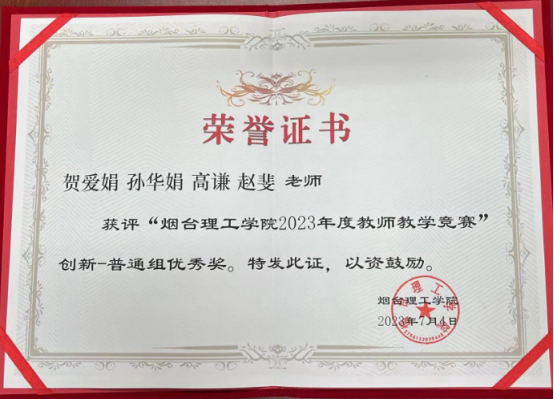 荣誉证书
贺爱娟 孙华娟 高谦 赵斐 老师
获评“烟台理工学院2023年度教师教学竞赛”
创新-普通组优秀奖。特发此证，以资鼓励。
烟台理工学院
2023年7月4日